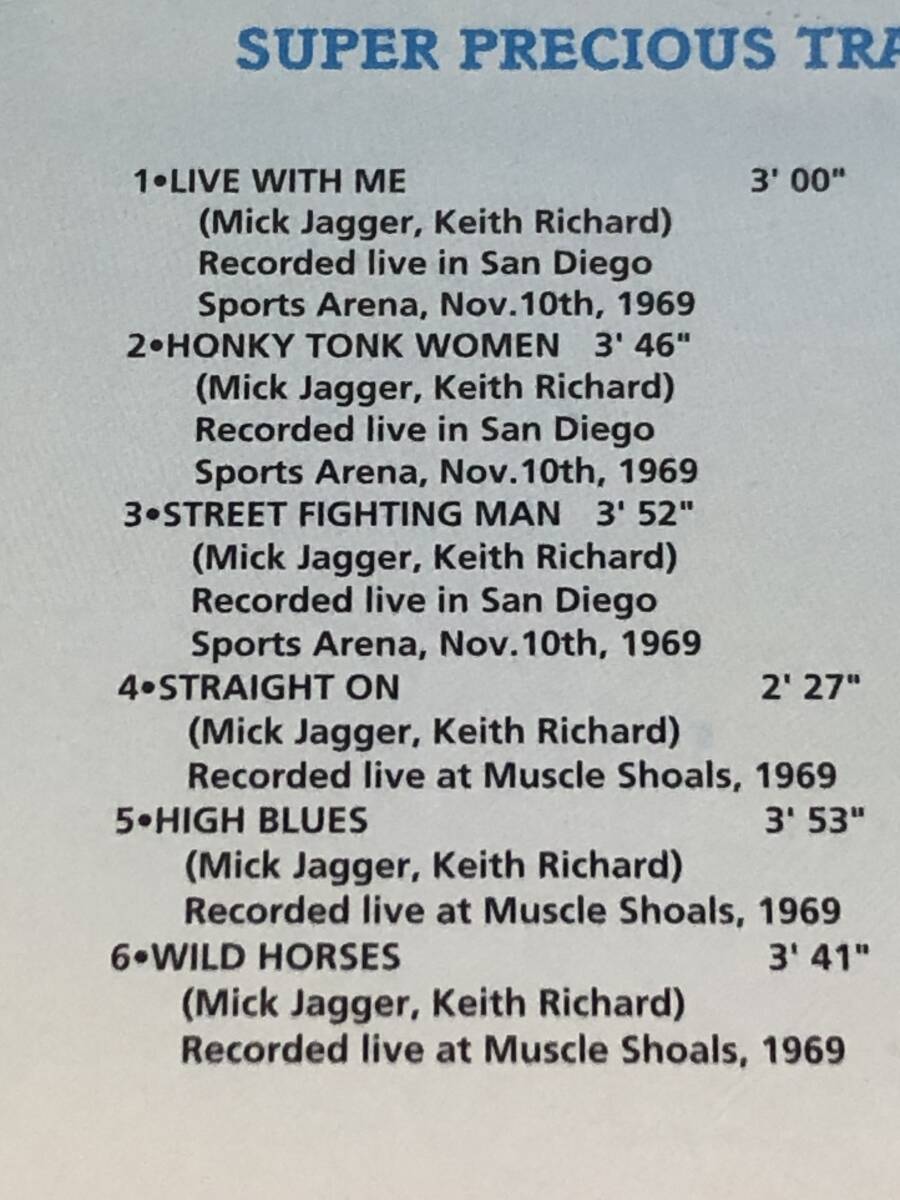 SUPER PRECIOUS TRA
1•LIVE WITH ME 3' 00"
(Mick Jagger, Keith Richard)
Recorded live in San Diego
Sports Arena, Nov.10th, 1969
2•HONKY TONK WOMEN 3' 46"
(Mick Jagger, Keith Richard)
Recorded live in San Diego
Sports Arena, Nov.10th, 1969
3•STREET FIGHTING MAN 3' 52"
(Mick Jagger, Keith Richard)
Recorded live in San Diego
Sports Arena, Nov.10th, 1969
4•STRAIGHT ON 2' 27"
(Mick Jagger, Keith Richard)
Recorded live at Muscle Shoals, 1969
5•HIGH BLUES 3' 53"
(Mick Jagger, Keith Richard)
Recorded live at Muscle Shoals, 1969
6•WILD HORSES 3' 41"
(Mick Jagger, Keith Richard)
Recorded live at Muscle Shoals, 1969